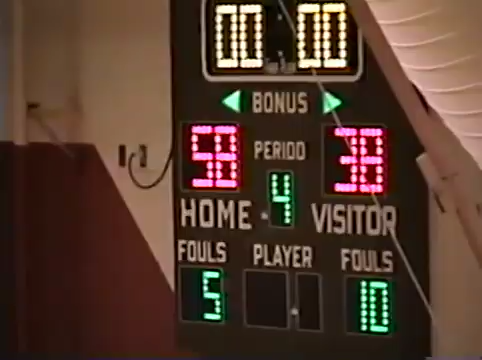 00:00
BONUS
58 PERIOD 38
4
HOME VISITOR
FOULS PLAYER FOULS
5 10